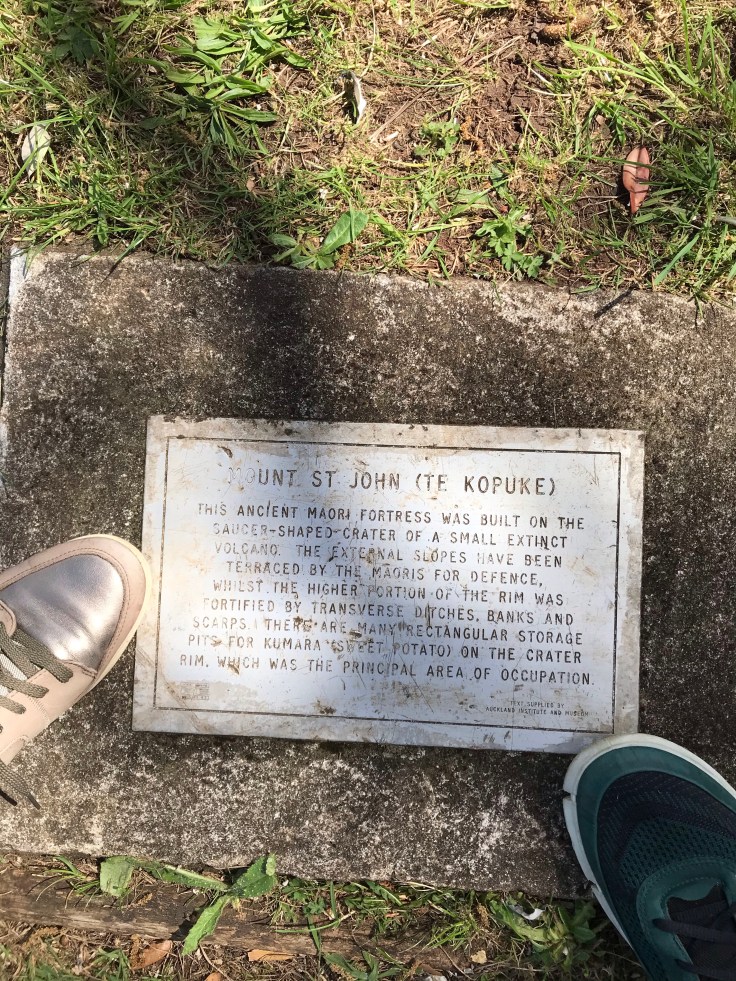 MOUNT ST JOHN (TE KOPUKE)
THIS ANCIENT MAORI FORTRESS WAS BUILT ON THE
SAUCER-SHAPED CRATER OF A SMALL EXTINCT
VOLCANO. THE EXTERNAL SLOPES HAVE BEEN
TERRACED BY THE MAORIS FOR DEFENCE,
WHILST THE HIGHER PORTION OF THE RIM WAS
FORTIFIED BY TRANSVERSE DITCHES, BANKS AND
SCARPS. THERE ARE MANY RECTANGULAR STORAGE
PITS FOR KUMARA (SWEET POTATO) ON THE CRATER
RIM, WHICH WAS THE PRINCIPAL AREA OF OCCUPATION.
TEXT SUPPLIED BY
AUCKLAND INSTITUTE AND MUSEUM